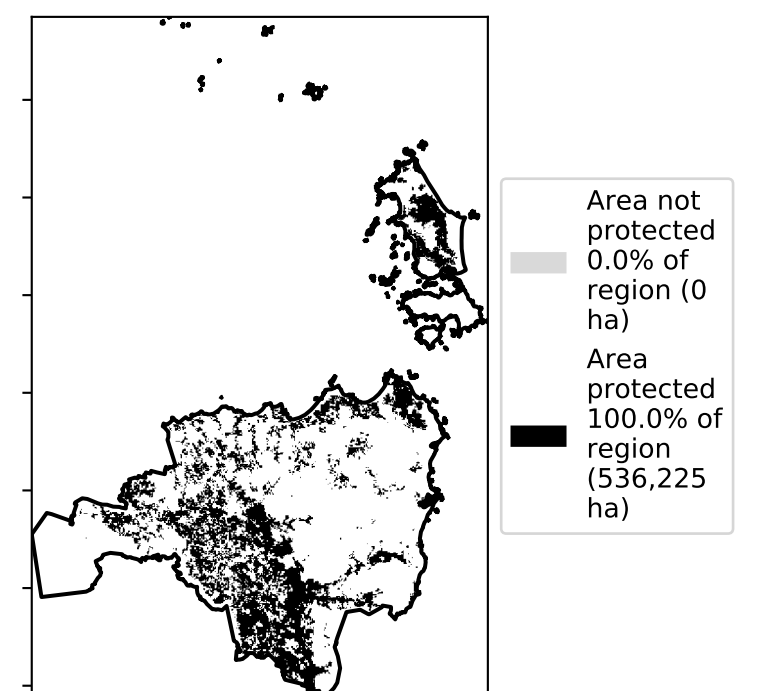 Area not
protected
0.0% of
region (0
ha)
Area
protected
100.0% of
region
(536,225
ha)